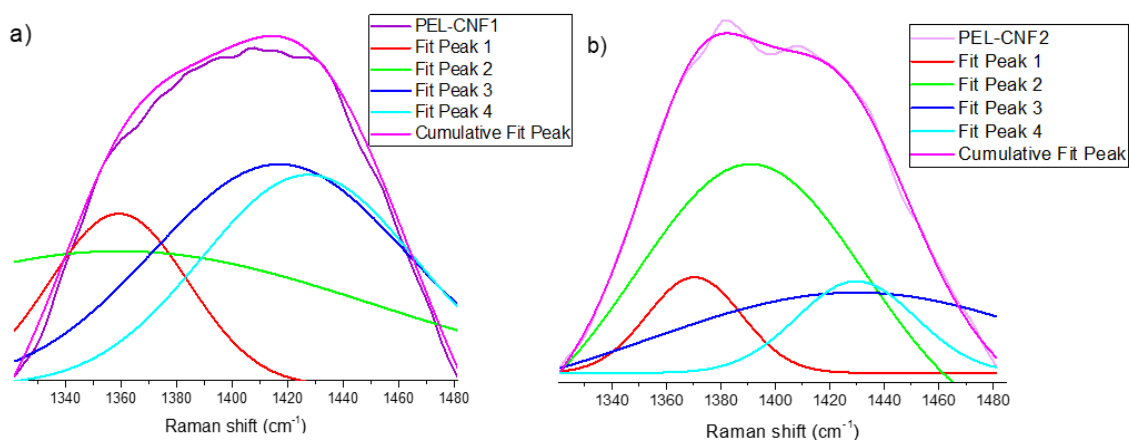 a)
PEL-CNF1
Fit Peak 1
Fit Peak 2
Fit Peak 3
Fit Peak 4
Cumulative Fit Peak
1340 1360 1380 1400 1420 1440 1460 1480
Raman shift (cm-1)
b)
PEL-CNF2
Fit Peak 1
Fit Peak 2
Fit Peak 3
Fit Peak 4
Cumulative Fit Peak
1340 1360 1380 1400 1420 1440 1460 1480
Raman shift (cm-1)